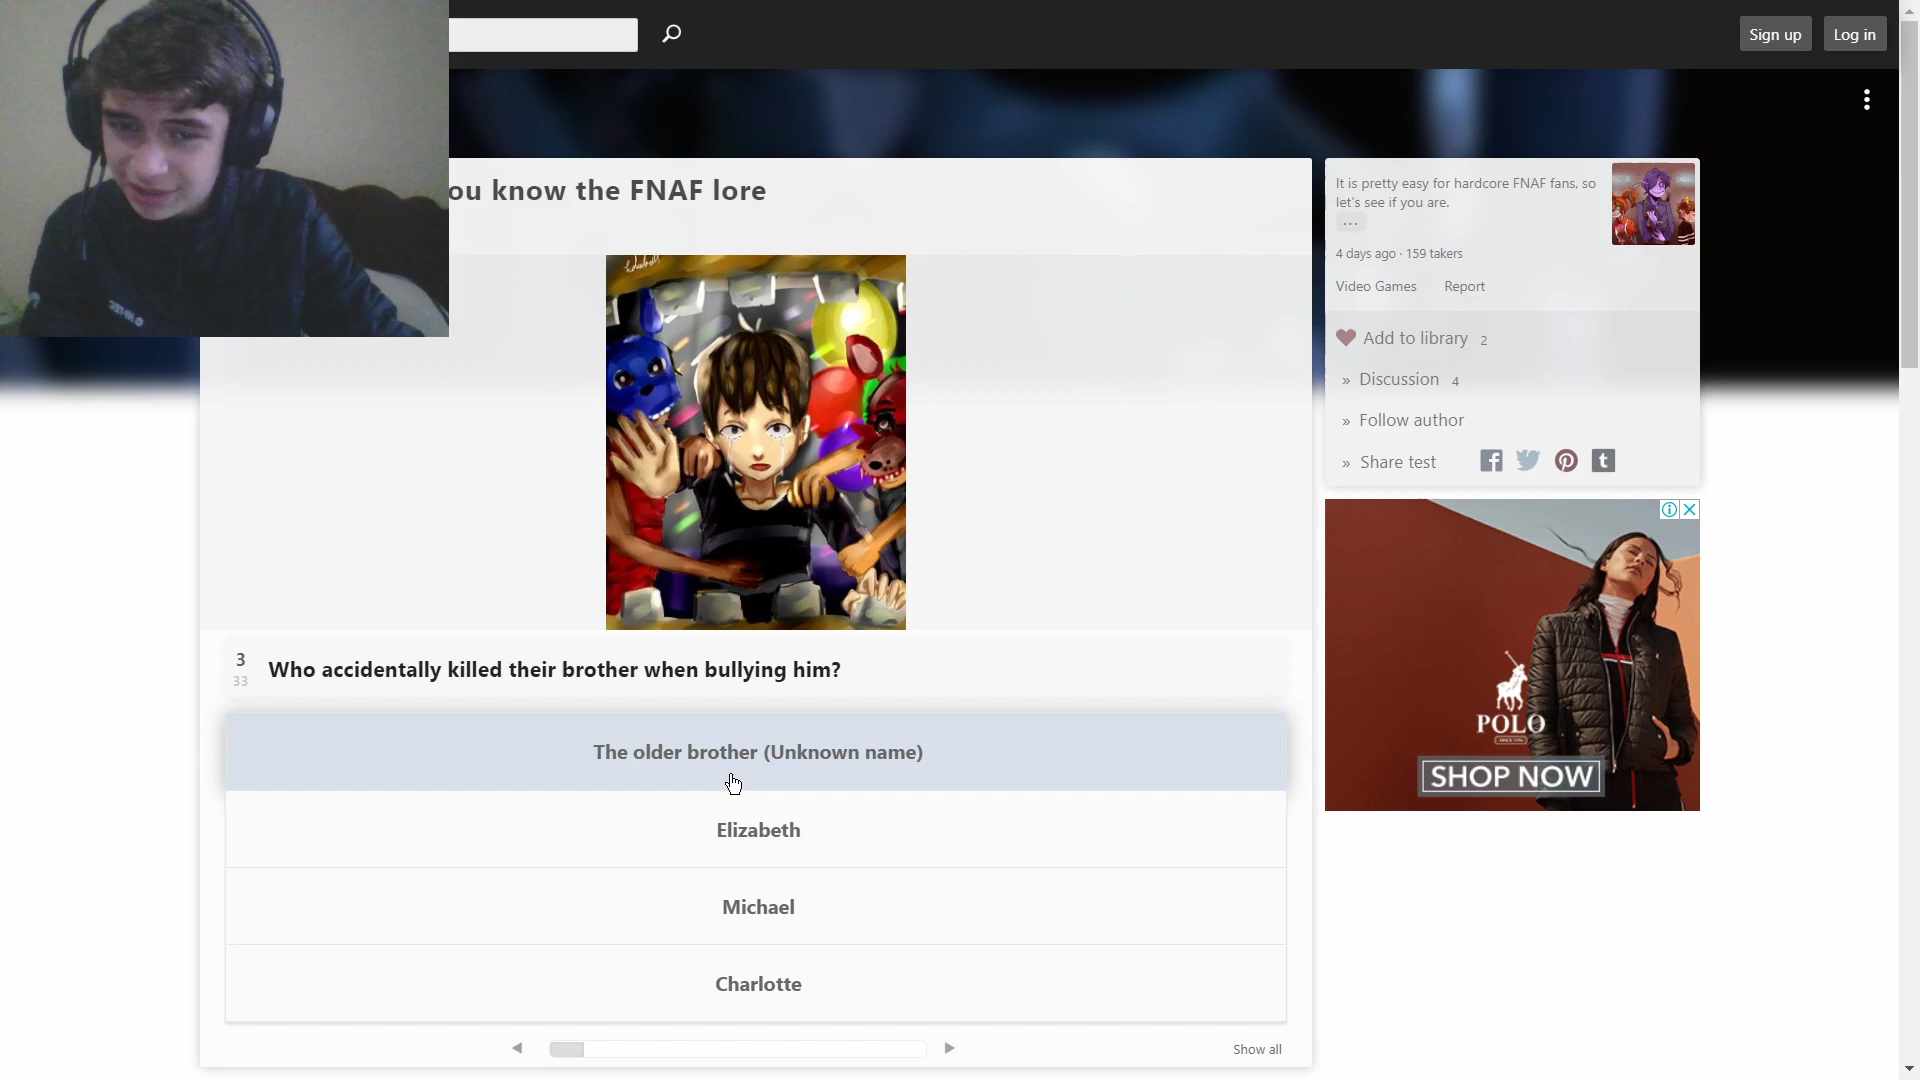 Sign up
Log in
ou know the FNAF lore
It is pretty easy for hardcore FNAF fans, so
let's see if you are.
...
4 days ago · 159 takers
Video Games
Report
Add to library 2
» Discussion 4
» Follow author
» Share test
3
33
Who accidentally killed their brother when bullying him?
The older brother (Unknown name)
Elizabeth
Michael
Charlotte
Show all
POLO
SHOP NOW